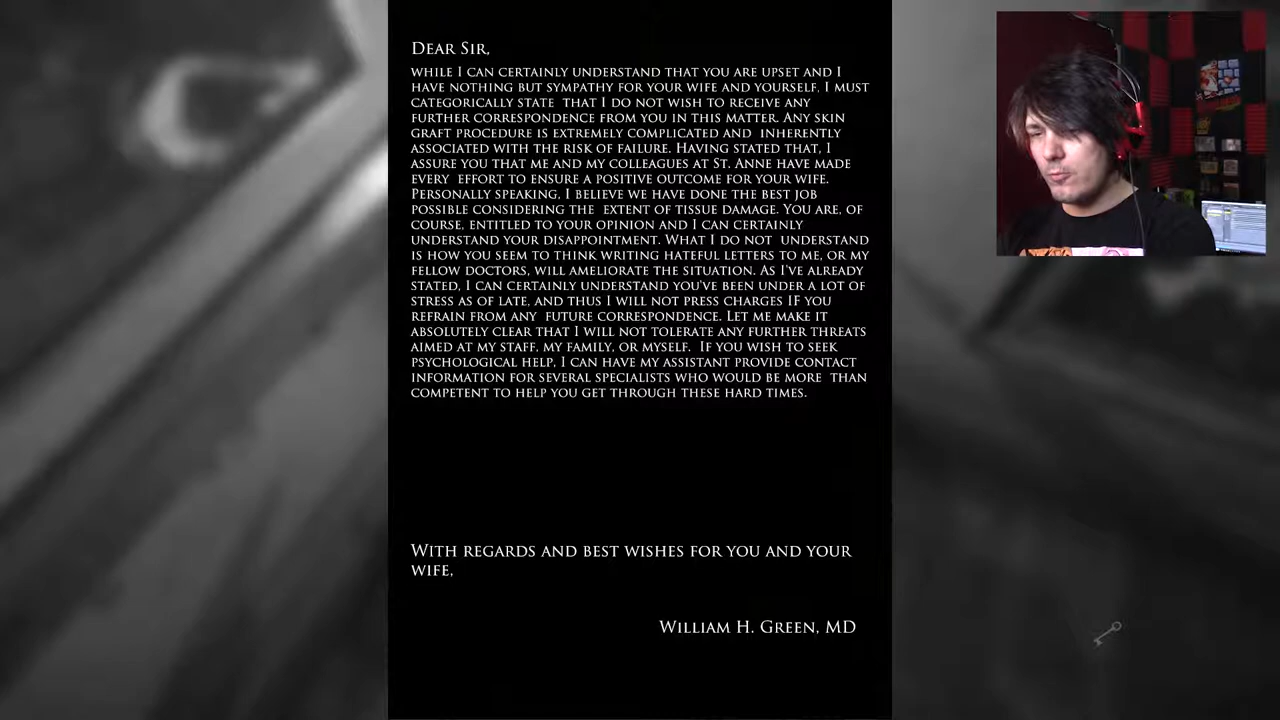 DEAR SIR,
WHILE I CAN CERTAINLY UNDERSTAND THAT YOU ARE UPSET AND I
HAVE NOTHING BUT SYMPATHY FOR YOUR WIFE AND YOURSELF, I MUST
CATEGORICALLY STATE THAT I DO NOT WISH TO RECEIVE ANY
FURTHER CORRESPONDENCE FROM YOU IN THIS MATTER. ANY SKIN
GRAFT PROCEDURE IS EXTREMELY COMPLICATED AND INHERENTLY
ASSOCIATED WITH THE RISK OF FAILURE. HAVING STATED THAT, I
ASSURE YOU THAT ME AND MY COLLEAGUES AT ST. ANNE HAVE MADE
EVERY EFFORT TO ENSURE A POSITIVE OUTCOME FOR YOUR WIFE.
PERSONALLY SPEAKING, I BELIEVE WE HAVE DONE THE BEST JOB
POSSIBLE CONSIDERING THE EXTENT OF TISSUE DAMAGE. YOU ARE, OF
COURSE, ENTITLED TO YOUR OPINION AND I CAN CERTAINLY
UNDERSTAND YOUR DISAPPOINTMENT. WHAT I DO NOT UNDERSTAND
IS HOW YOU SEEM TO THINK WRITING HATEFUL LETTERS TO ME, OR MY
FELLOW DOCTORS, WILL AMELIORATE THE SITUATION. AS I'VE ALREADY
STATED, I CAN CERTAINLY UNDERSTAND YOU'VE BEEN UNDER A LOT OF
STRESS AS OF LATE, AND THUS I WILL NOT PRESS CHARGES IF YOU
REFRAIN FROM ANY FUTURE CORRESPONDENCE. LET ME MAKE IT
ABSOLUTELY CLEAR THAT I WILL NOT TOLERATE ANY FURTHER THREATS
AIMED AT MY STAFF, MY FAMILY, OR MYSELF. IF YOU WISH TO SEEK
PSYCHOLOGICAL HELP, I CAN HAVE MY ASSISTANT PROVIDE CONTACT
INFORMATION FOR SEVERAL SPECIALISTS WHO WOULD BE MORE THAN
COMPETENT TO HELP YOU GET THROUGH THESE HARD TIMES.
WITH REGARDS AND BEST WISHES FOR YOU AND YOUR
WIFE,
WILLIAM H. GREEN, MD